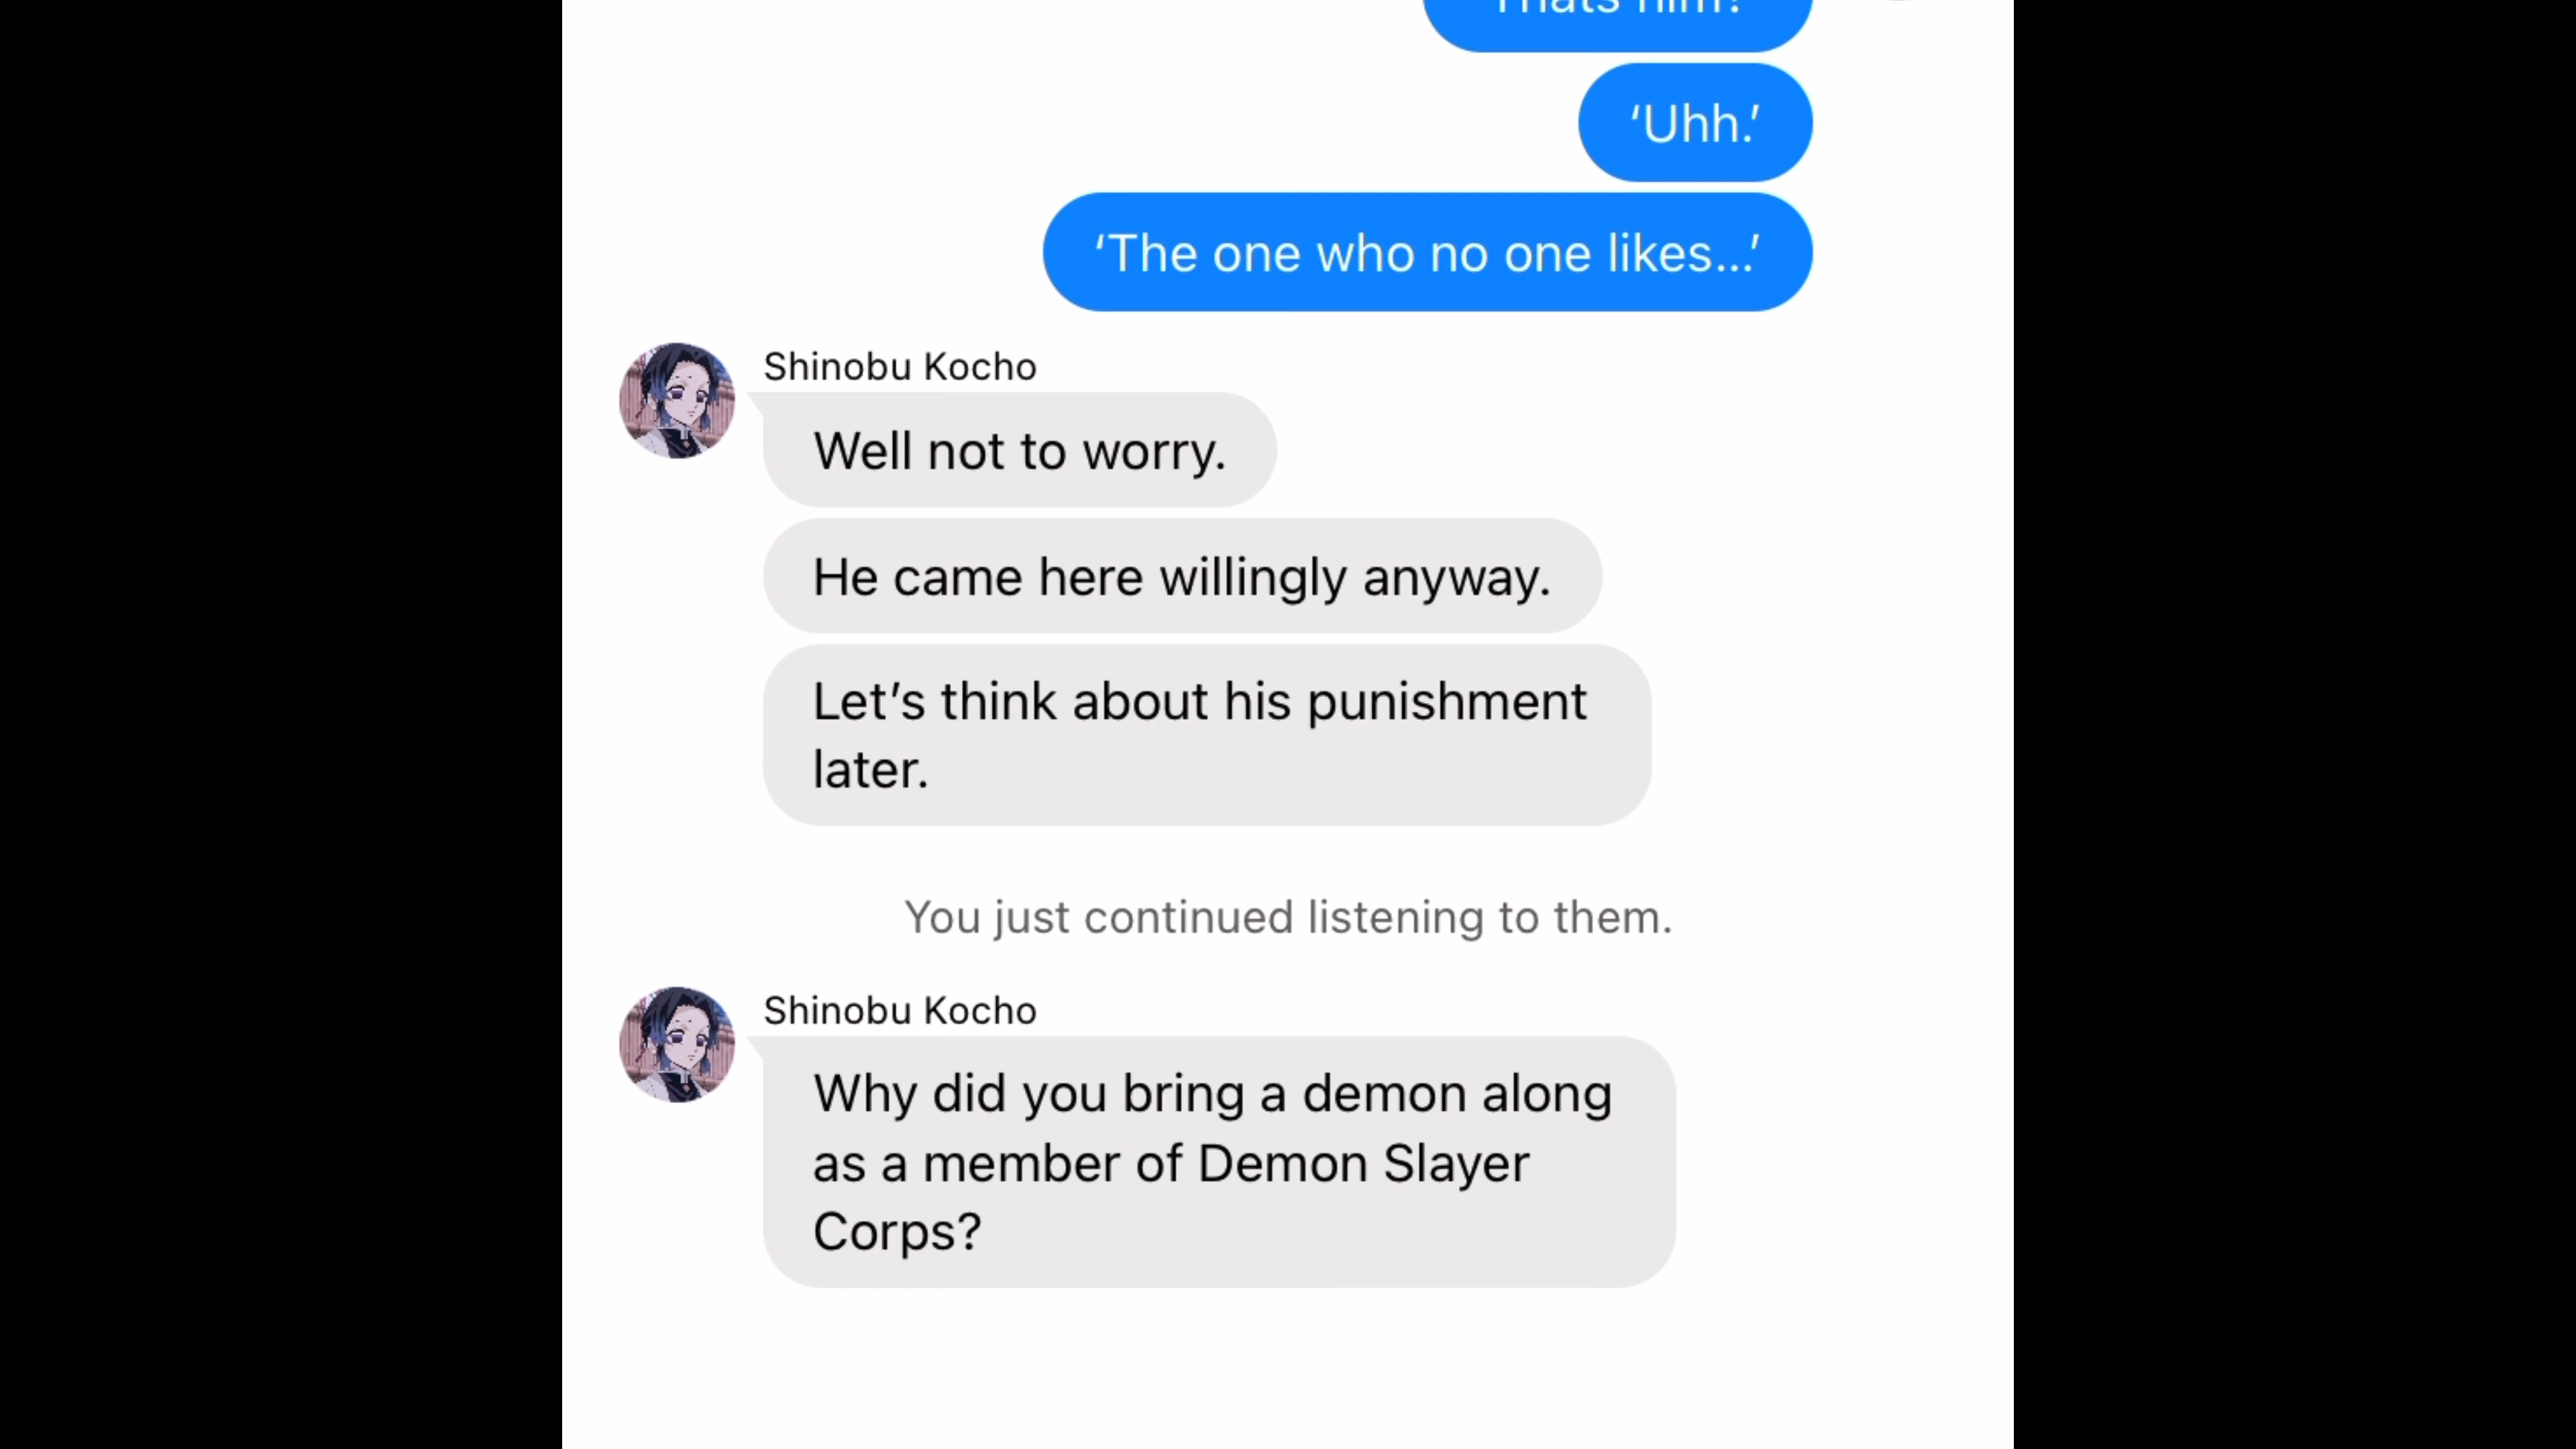 Thats him?
‘Uhh.’
‘The one who no one likes...’
Shinobu Kocho
Well not to worry.
He came here willingly anyway.
Let’s think about his punishment
later.
You just continued listening to them.
Shinobu Kocho
Why did you bring a demon along
as a member of Demon Slayer
Corps?